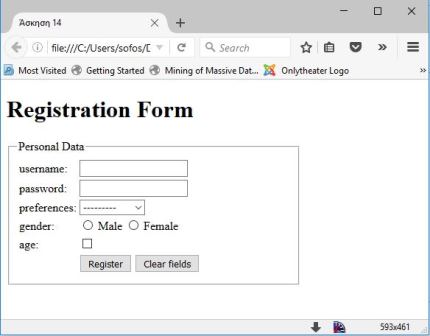 Άσκηση 14
file:///C:/Users/sofos/D
Search
Most Visited Getting Started Mining of Massive Dat... Onlytheater Logo
Registration Form
Personal Data
username:
password:
preferences: ---------
gender: Male Female
age:
Register Clear fields
593x461